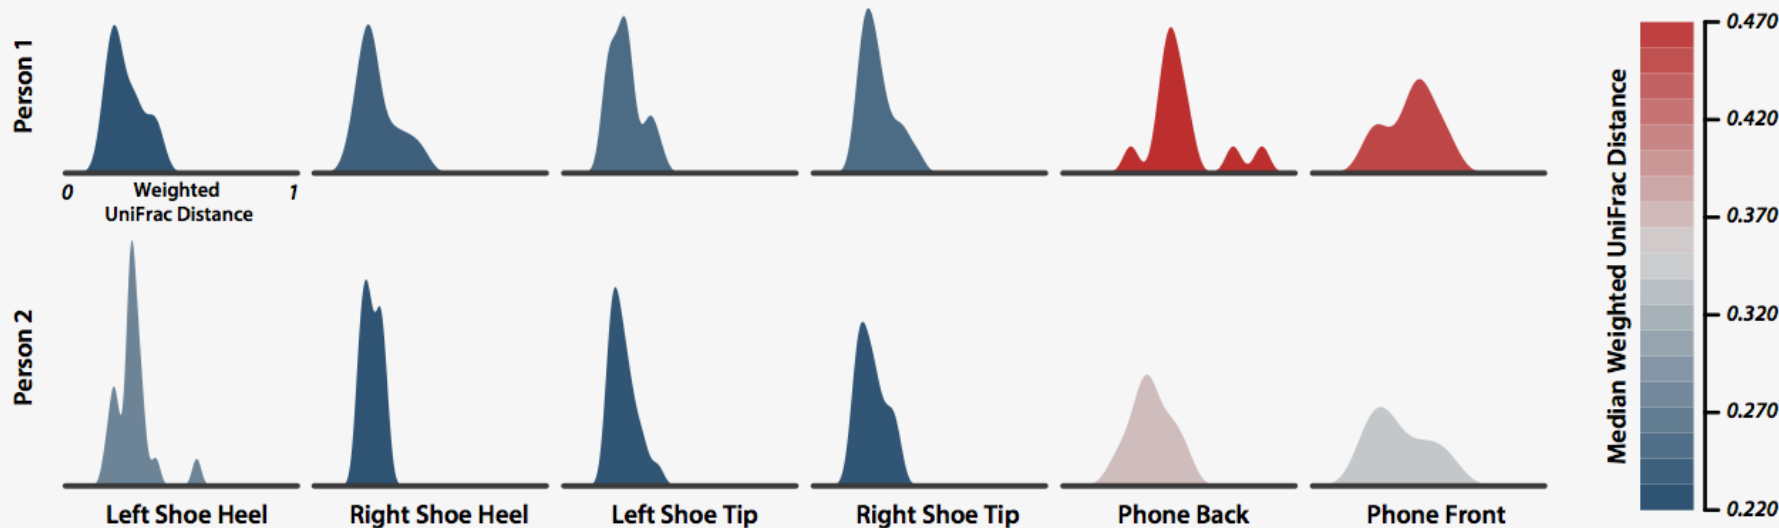 Person 1
0
Weighted
UniFrac Distance
1
Person 2
Left Shoe Heel
Right Shoe Heel
Left Shoe Tip
Right Shoe Tip
Phone Back
Phone Front
Median Weighted UniFrac Distance
0.470
0.420
0.370
0.320
0.270
0.220